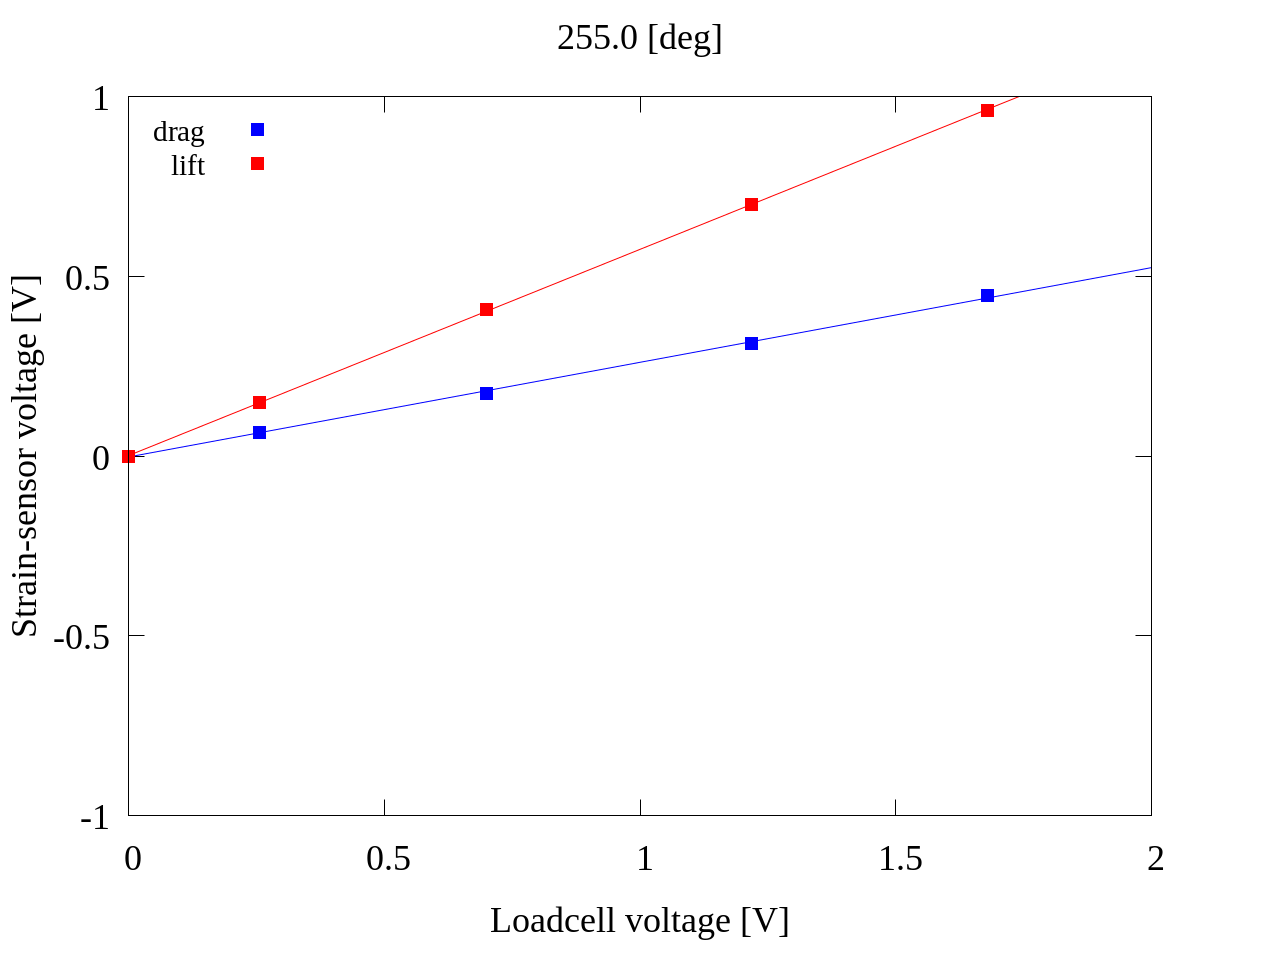 255.0 [deg]
drag
lift
1
0.5
0
-0.5
-1
Strain-sensor voltage [V]
0 0.5 1 1.5 2
Loadcell voltage [V]